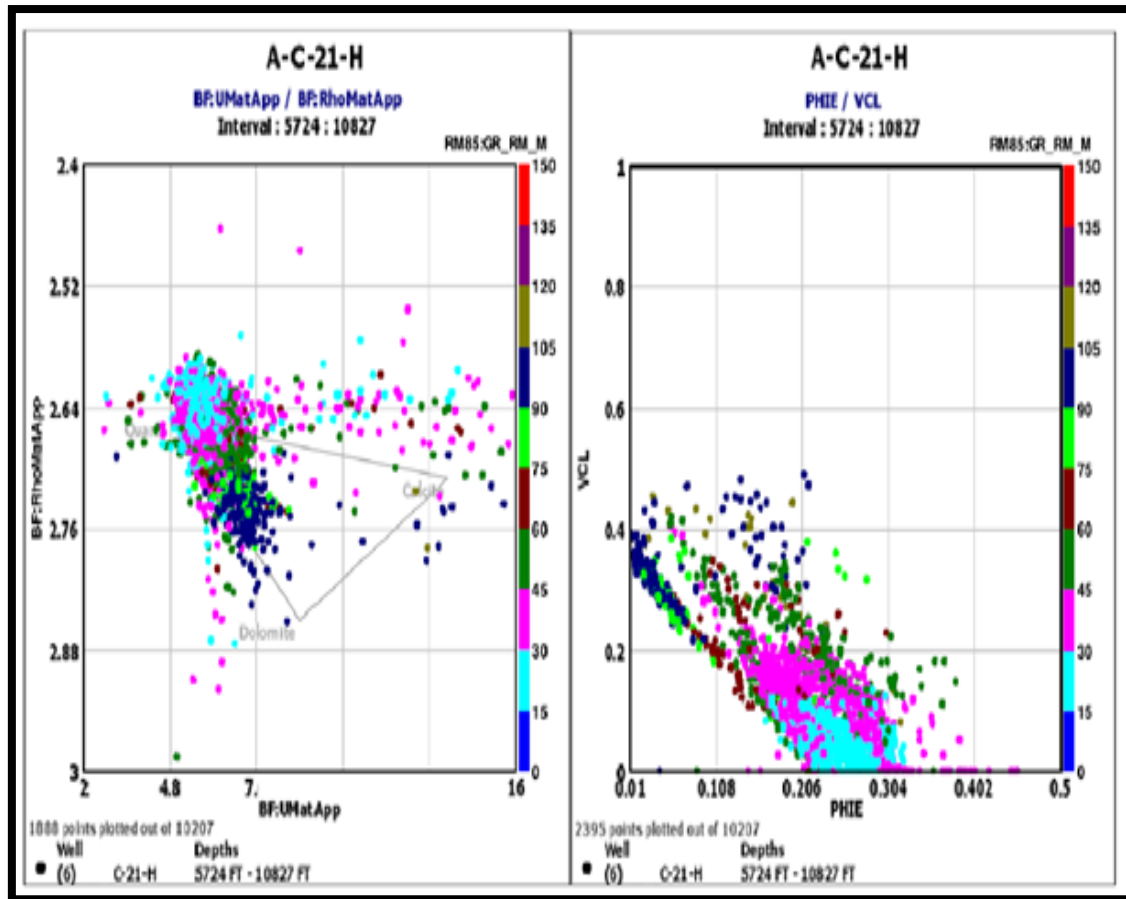 A-C-21-H
BF:UMatApp / BF:RhoMatApp
Interval : 5724 : 10827
RM85:GR_RM_M
2.4
2.52
2.64
2.76
2.88
3
BF:RhoMatApp
Calcite
Dolomite
150
135
120
105
90
75
60
45
30
15
0
2
4.8
7.
16
BF:UMatApp
1888 points plotted out of 10207
Well Depths
(6) C-21-H 5724 FT - 10827 FT
A-C-21-H
PHIE / VCL
Interval : 5724 : 10827
RM85:GR_RM_M
1
0.8
0.6
0.4
0.2
0
VCL
150
135
120
105
90
75
60
45
30
15
0
0.01
0.108
0.206
0.304
0.402
0.5
PHIE
2395 points plotted out of 10207
Well Depths
(6) C-21-H 5724 FT - 10827 FT